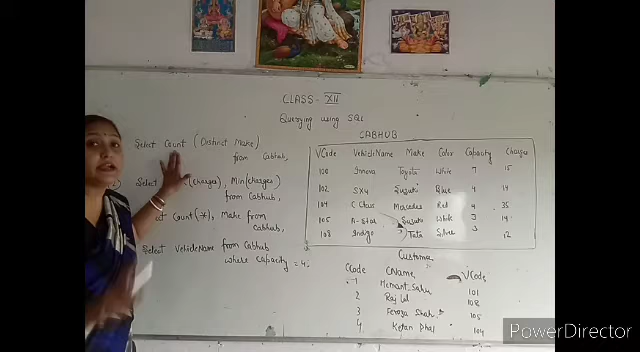 CLASS - XII
Querying using SQL
Select Count (Distinct Make)
from Cabhub,
Select (charges), Min(charges)
from Cabhub,
Count(*), Make from
Cabhub,
Select VehicleName from Cabhub
where capacity = 4;
CABHUB
VCode VehicleName Make Color Capacity Charges
100 Innova Toyota White 7 15
102 SX4 Suzuki Blue 4 14
104 C Class Mercedes Red 4 35
105 A-Star Suzuki White 3 14
108 Indigo Tata Silver 3 12
Customer
CCode CName VCode
1 Hemant Sahu 101
2 Raj Lal 108
3 Feroza Shah 105
4 Ketan Dhal 104
PowerDirector